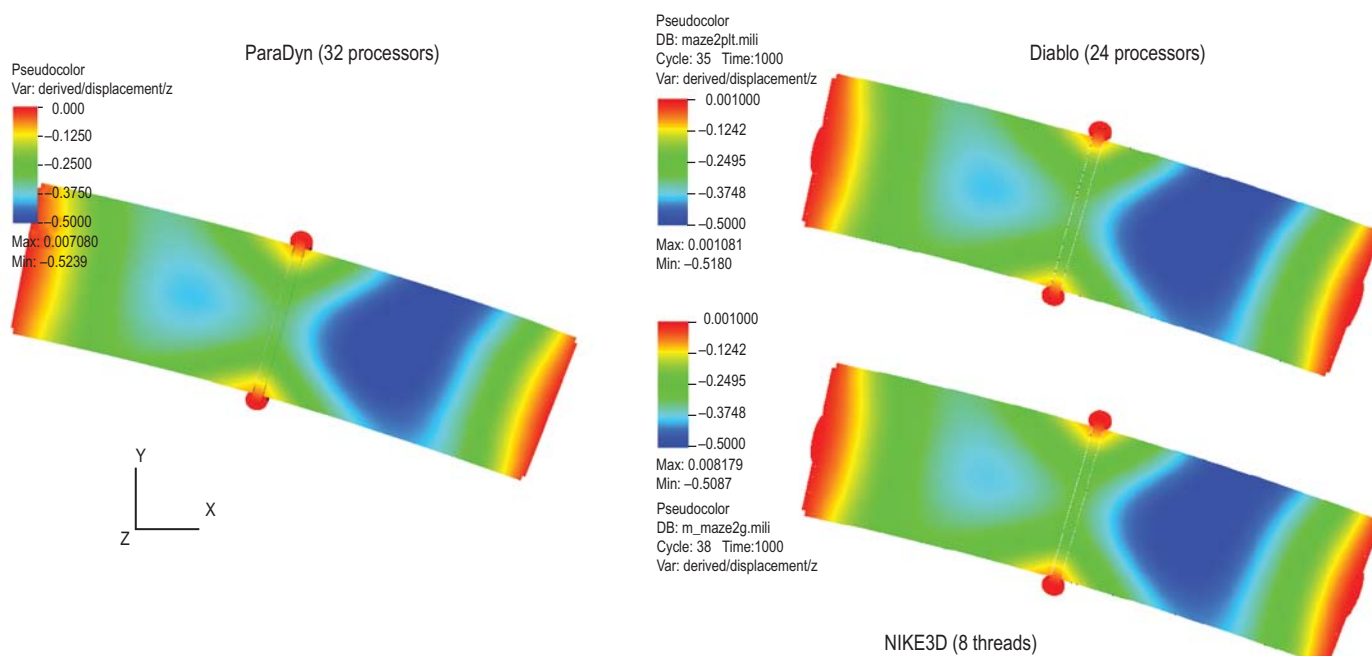 ParaDyn (32 processors)
Pseudocolor
Var: derived/displacement/z
0.000
–0.1250
–0.2500
–0.3750
–0.5000
Max: 0.007080
Min: –0.5239
Y
X
Z
Pseudocolor
DB: maze2plt.mili
Cycle: 35 Time:1000
Var: derived/displacement/z
Diablo (24 processors)
0.001000
–0.1242
–0.2495
–0.3748
–0.5000
Max: 0.001081
Min: –0.5180
0.001000
–0.1242
–0.2495
–0.3748
–0.5000
Max: 0.008179
Min: –0.5087
Pseudocolor
DB: m_maze2g.mili
Cycle: 38 Time:1000
Var: derived/displacement/z
NIKE3D (8 threads)